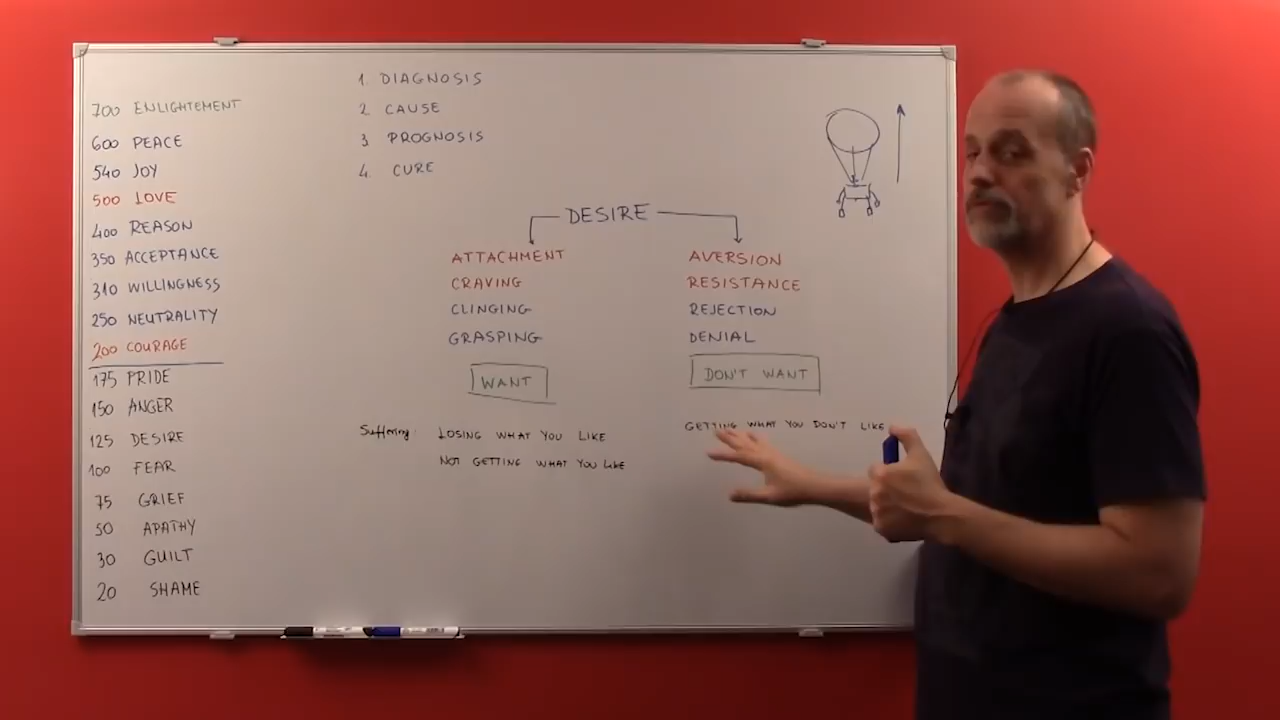 700 ENLIGHTEMENT
600 PEACE
540 JOY
500 LOVE
400 REASON
350 ACCEPTANCE
310 WILLINGNESS
250 NEUTRALITY
200 COURAGE
175 PRIDE
150 ANGER
125 DESIRE
100 FEAR
75 GRIEF
50 APATHY
30 GUILT
20 SHAME
1. DIAGNOSIS
2. CAUSE
3. PROGNOSIS
4. CURE
DESIRE
ATTACHMENT
CRAVING
CLINGING
GRASPING
WANT
AVERSION
RESISTANCE
REJECTION
DENIAL
DON'T WANT
Suffering: LOSING WHAT YOU LIKE
NOT GETTING WHAT YOU LIKE
GETTING WHAT YOU DON'T LIKE